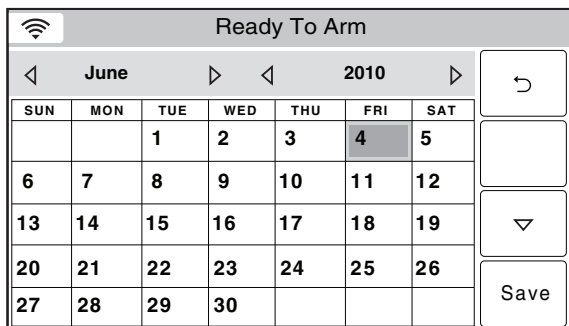 Ready To Arm
June 2010
SUN MON TUE WED THU FRI SAT
1 2 3 4 5
6 7 8 9 10 11 12
13 14 15 16 17 18 19
20 21 22 23 24 25 26
27 28 29 30
Save